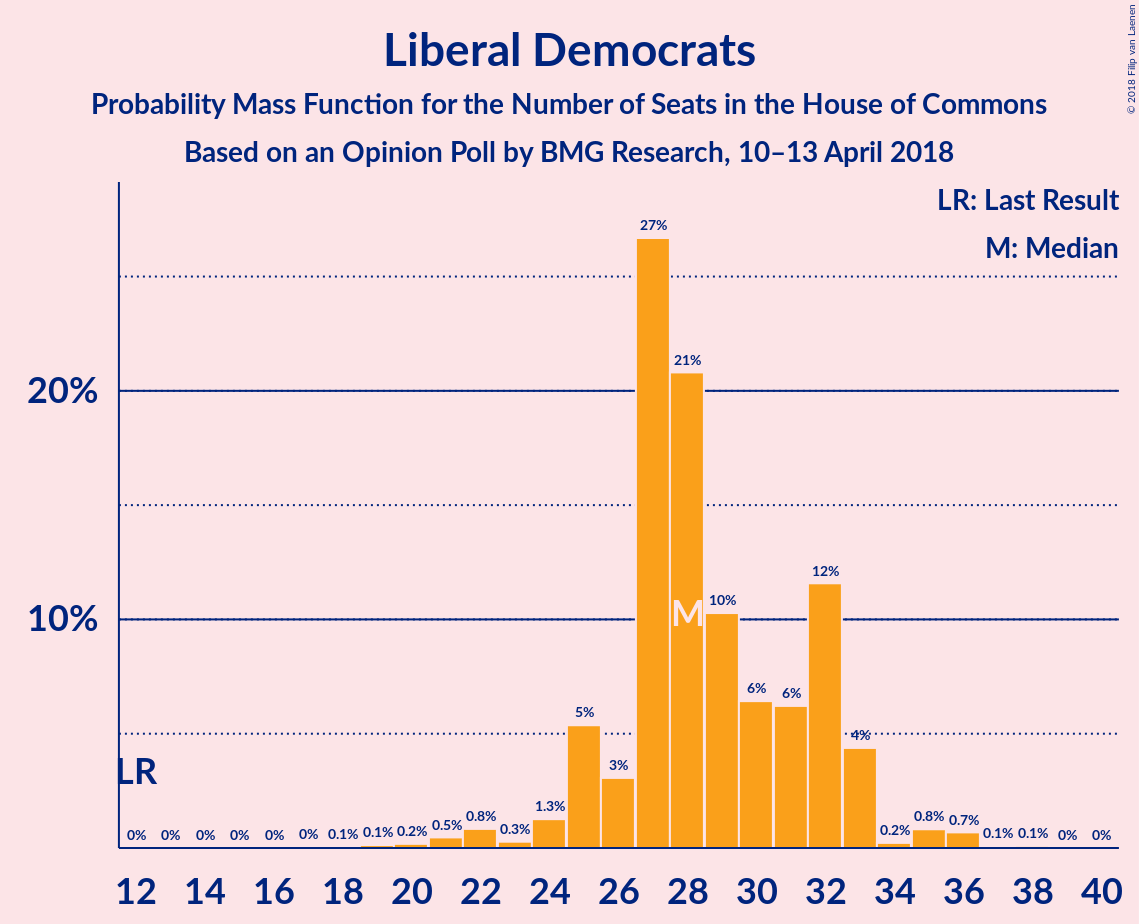 Liberal Democrats
Probability Mass Function for the Number of Seats in the House of Commons
Based on an Opinion Poll by BMG Research, 10–13 April 2018
© 2018 Filip van Laenen
LR: Last Result
M: Median
27%
21%
20%
12%
10%
M
10%
6%
6%
5%
4%
3%
LR
1.3%
0.8%
0.8%
0.7%
0% 0% 0% 0% 0% 0% 0.1% 0.1% 0.2% 0.5% 0.3% 0.2% 0.1% 0.1% 0% 0%
12 14 16 18 20 22 24 26 28 30 32 34 36 38 40